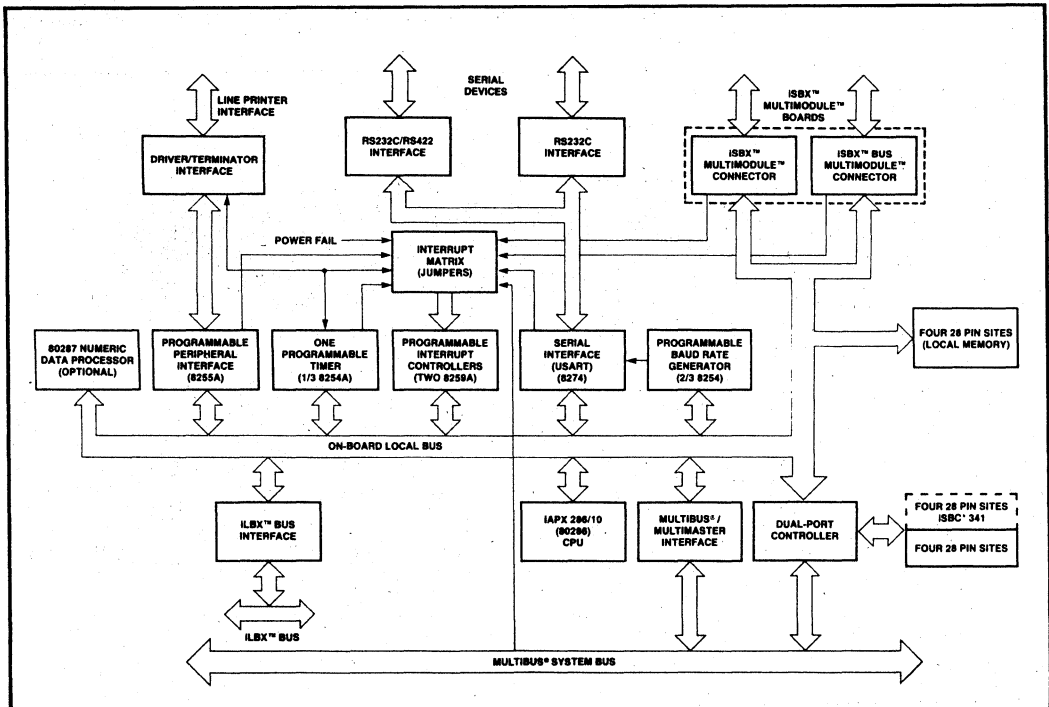 LINE PRINTER
INTERFACE
SERIAL
DEVICES
iSBX™
MULTIMODULE™
BOARDS
DRIVER/TERMINATOR
INTERFACE
RS232C/RS422
INTERFACE
RS232C
INTERFACE
iSBX™
MULTIMODULE™
CONNECTOR
iSBX™ BUS
MULTIMODULE™
CONNECTOR
POWER FAIL
INTERRUPT
MATRIX
(JUMPERS)
80287 NUMERIC
DATA PROCESSOR
(OPTIONAL)
PROGRAMMABLE
PERIPHERAL
INTERFACE
(8255A)
ONE
PROGRAMMABLE
TIMER
(1/3 8254A)
PROGRAMMABLE
INTERRUPT
CONTROLLERS
(TWO 8259A)
SERIAL
INTERFACE
(USART)
(8274)
PROGRAMMABLE
BAUD RATE
GENERATOR
(2/3 8254)
FOUR 28 PIN SITES
(LOCAL MEMORY)
ON-BOARD LOCAL BUS
iLBX™ BUS
INTERFACE
iAPX 286/10
(80286)
CPU
MULTIBUS® /
MULTIMASTER
INTERFACE
DUAL-PORT
CONTROLLER
FOUR 28 PIN SITES
iSBC® 341
FOUR 28 PIN SITES
iLBX™ BUS
MULTIBUS® SYSTEM BUS